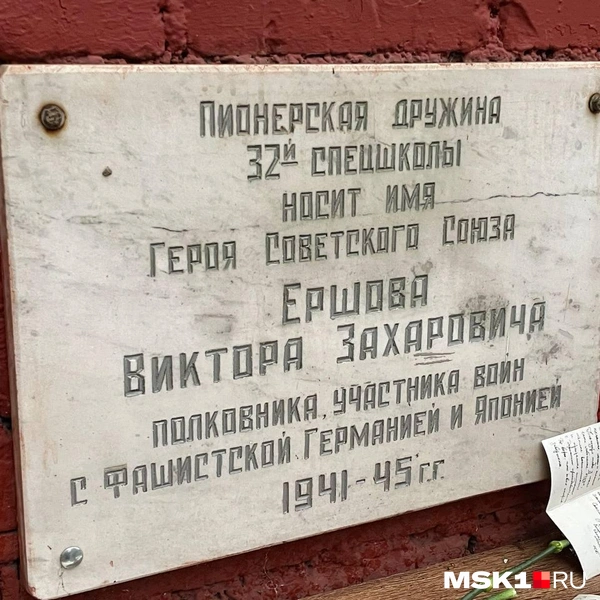 Пионерская дружина
32й спецшколы
носит имя
Героя Советского Союза
Ершова
Виктора Захаровича
полковника, участника войн
с фашистской Германией и Японией
1941-45 г.г.
MSK1.RU